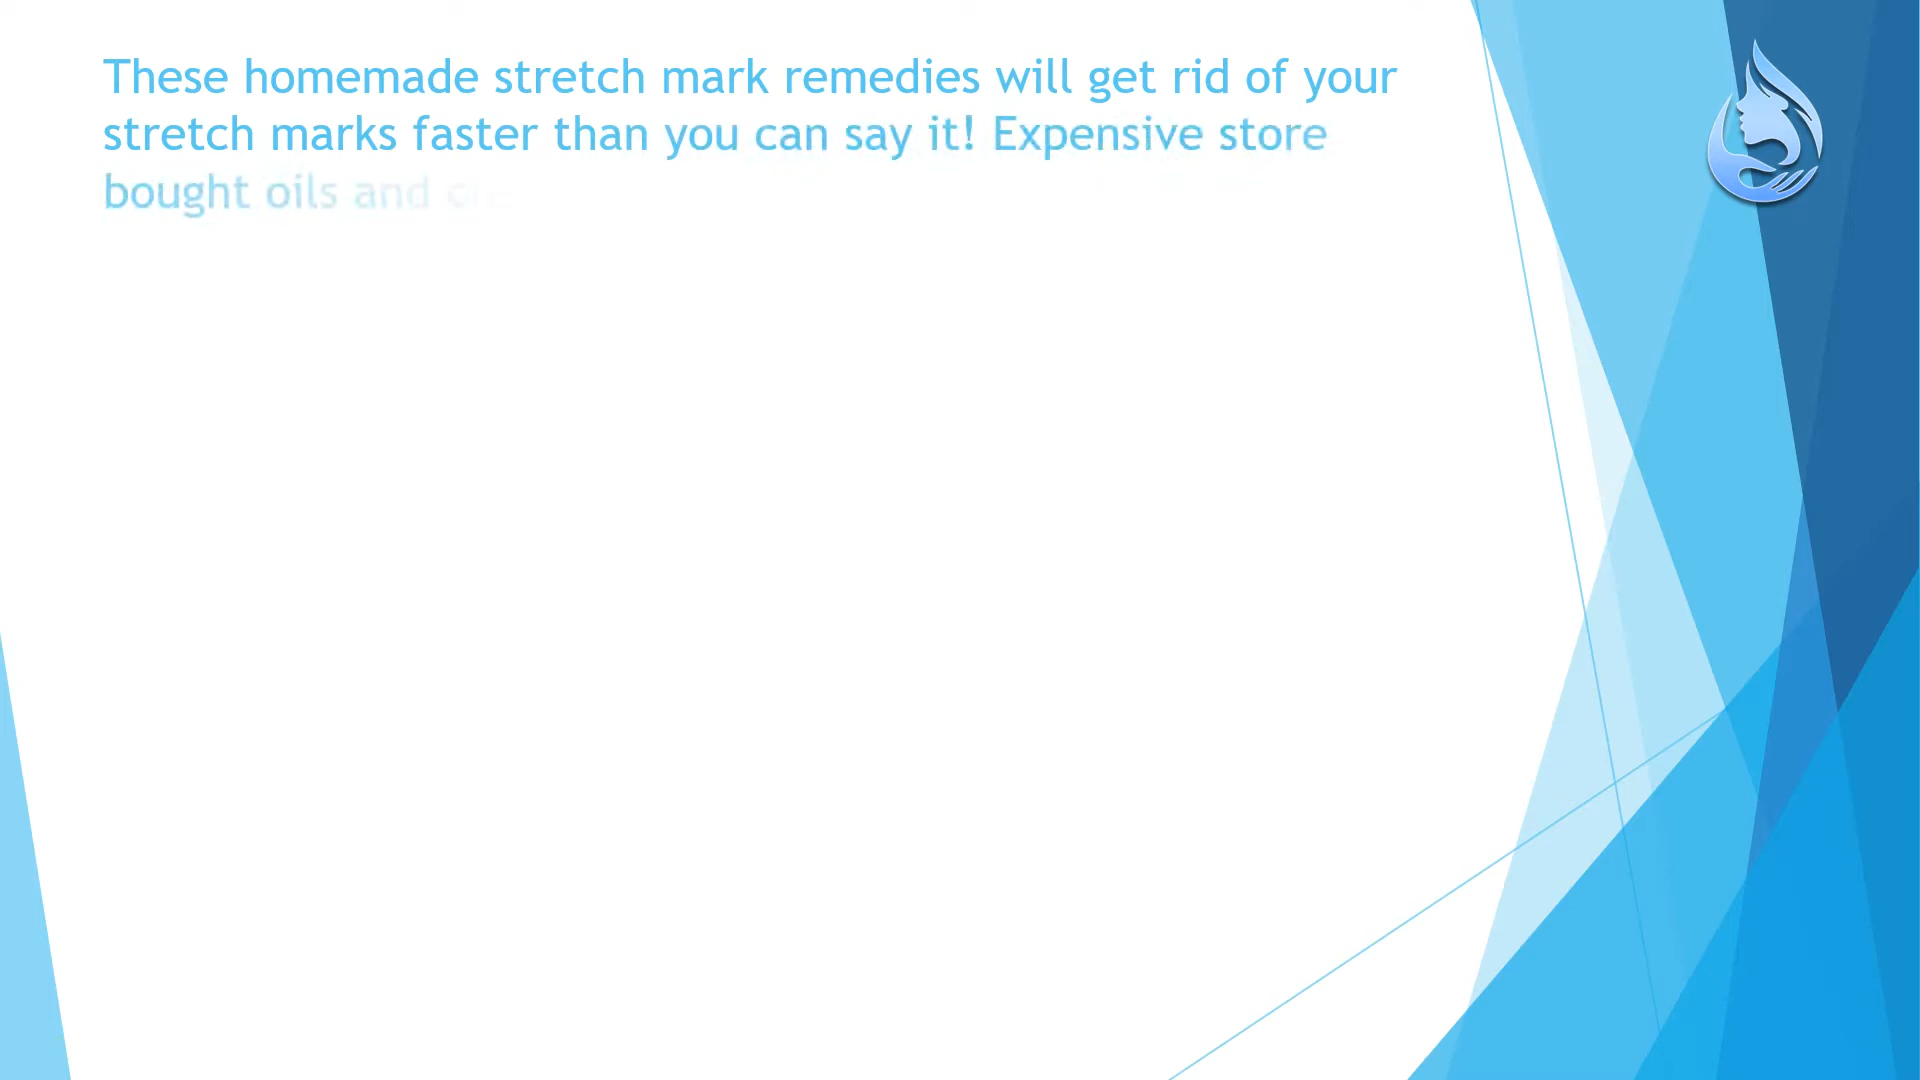 These homemade stretch mark remedies will get rid of your
stretch marks faster than you can say it! Expensive store
bought oils and